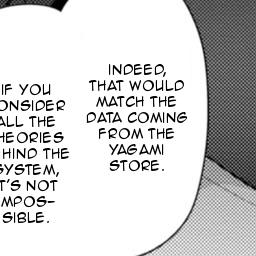 INDEED,
THAT WOULD
MATCH THE
DATA COMING
FROM THE
YAGAMI
STORE.
IF YOU
ONSIDER
ALL THE
HEORIES
HIND THE
SYSTEM,
T'S NOT
MPOS-
SIBLE.